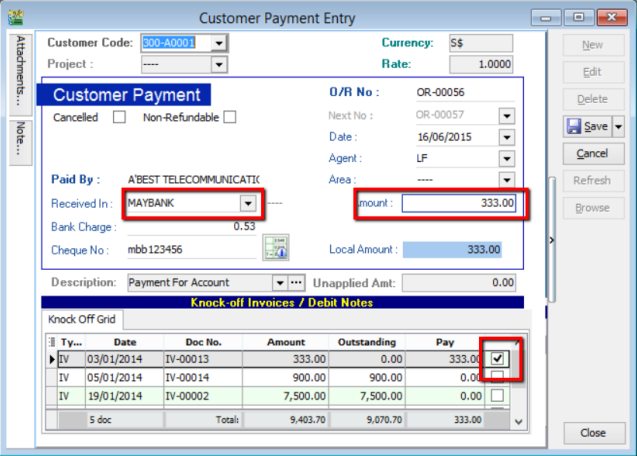 Customer Payment Entry
Attachments...
Note...
Customer Code: 300-A0001 Currency: S$
Project : ---- Rate: 1.0000
Customer Payment
O/R No : OR-00056
Cancelled Non-Refundable Next No : OR-00057
Date : 16/06/2015
Agent : LF
Paid By : A'BEST TELECOMMUNICATIC Area : ----
Received In : MAYBANK ---- mount : 333.00
Bank Charge : 0.53
Cheque No : mbb123456 Local Amount : 333.00
Description: Payment For Account Unapplied Amt: 0.00
Knock-off Invoices / Debit Notes
Knock Off Grid
Ty... Date Doc No. Amount Outstanding Pay
IV 03/01/2014 IV-00013 333.00 0.00 333.00
IV 05/01/2014 IV-00014 900.00 900.00 0.00
IV 19/01/2014 IV-00002 7,500.00 7,500.00 0.00
5 doc Total: 9,403.70 9,070.70 333.00
New
Edit
Delete
Save
Cancel
Refresh
Browse
Close